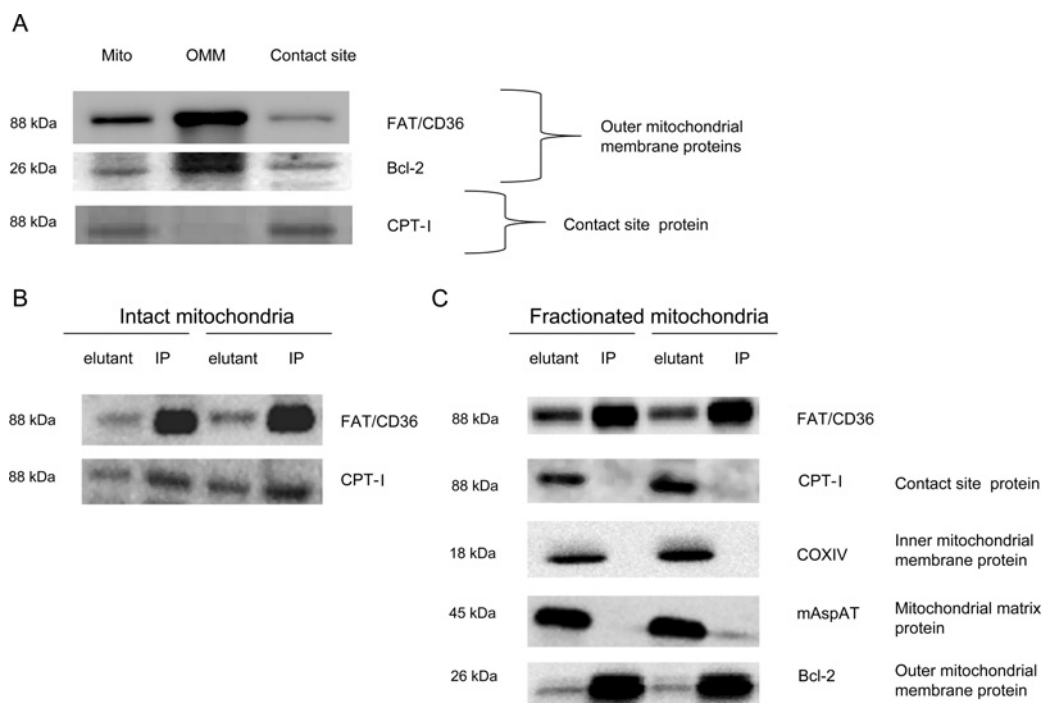 A
Mito OMM Contact site
88 kDa FAT/CD36
Outer mitochondrial
membrane proteins
26 kDa Bcl-2
88 kDa CPT-I
Contact site protein
B
Intact mitochondria
elutant IP elutant IP
88 kDa FAT/CD36
88 kDa CPT-I
C
Fractionated mitochondria
elutant IP elutant IP
88 kDa FAT/CD36
88 kDa CPT-I Contact site protein
18 kDa COXIV Inner mitochondrial
membrane protein
45 kDa mAspAT Mitochondrial matrix
protein
26 kDa Bcl-2 Outer mitochondrial
membrane protein